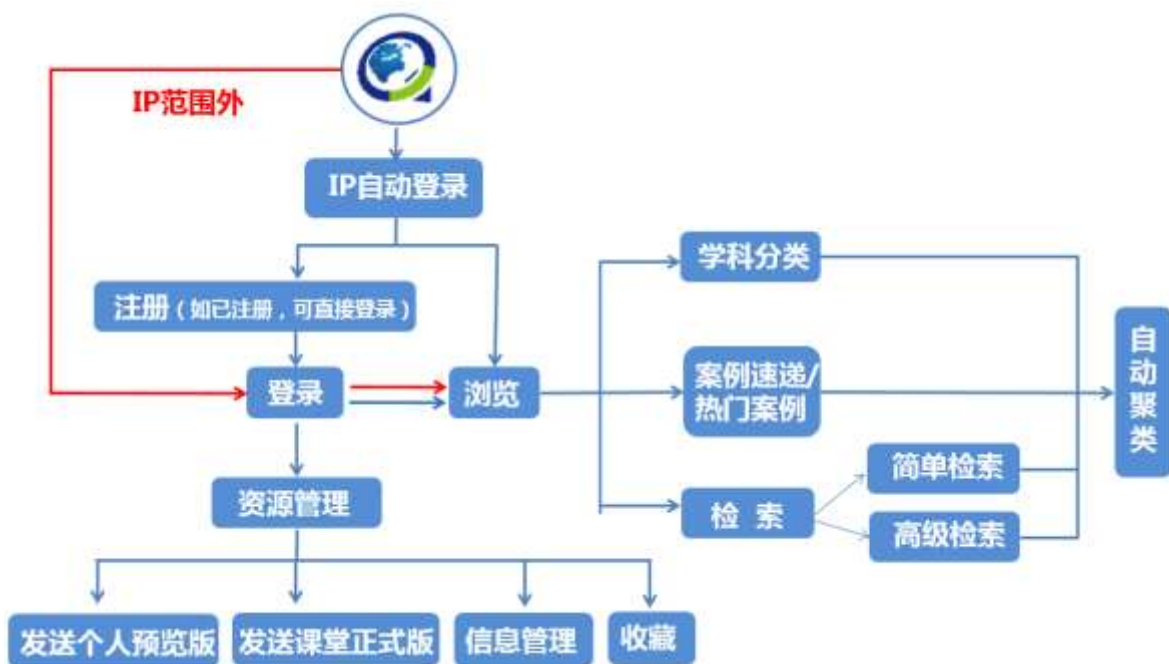 IP范围外
IP自动登录
学科分类
注册（如已注册，可直接登录）
自动聚类
登录
浏览
案例速递/
热门案例
简单检索
资源管理
检 索
高级检索
发送个人预览版
发送课堂正式版
信息管理
收藏